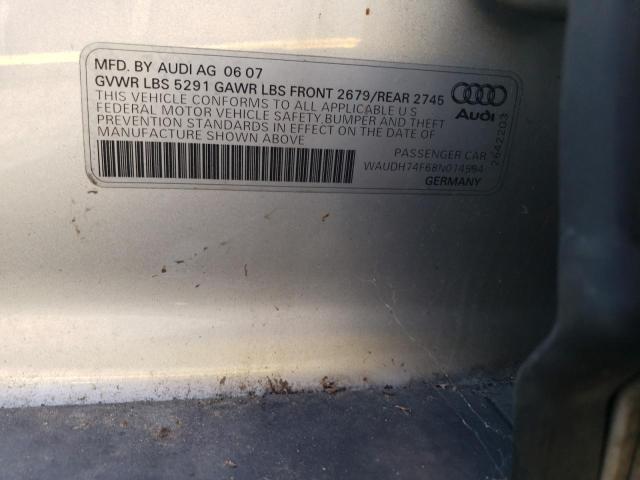 MFD. BY AUDI AG 06 07
GVWR LBS 5291 GAWR LBS FRONT 2679/REAR 2745
THIS VEHICLE CONFORMS TO ALL APPLICABLE U S
FEDERAL MOTOR VEHICLE SAFETY,BUMPER AND THEFT
PREVENTION STANDARDS IN EFFECT ON THE DATE OF
MANUFACTURE SHOWN ABOVE
Audi
2642203
PASSENGER CAR
WAUDH74F68N014994
GERMANY